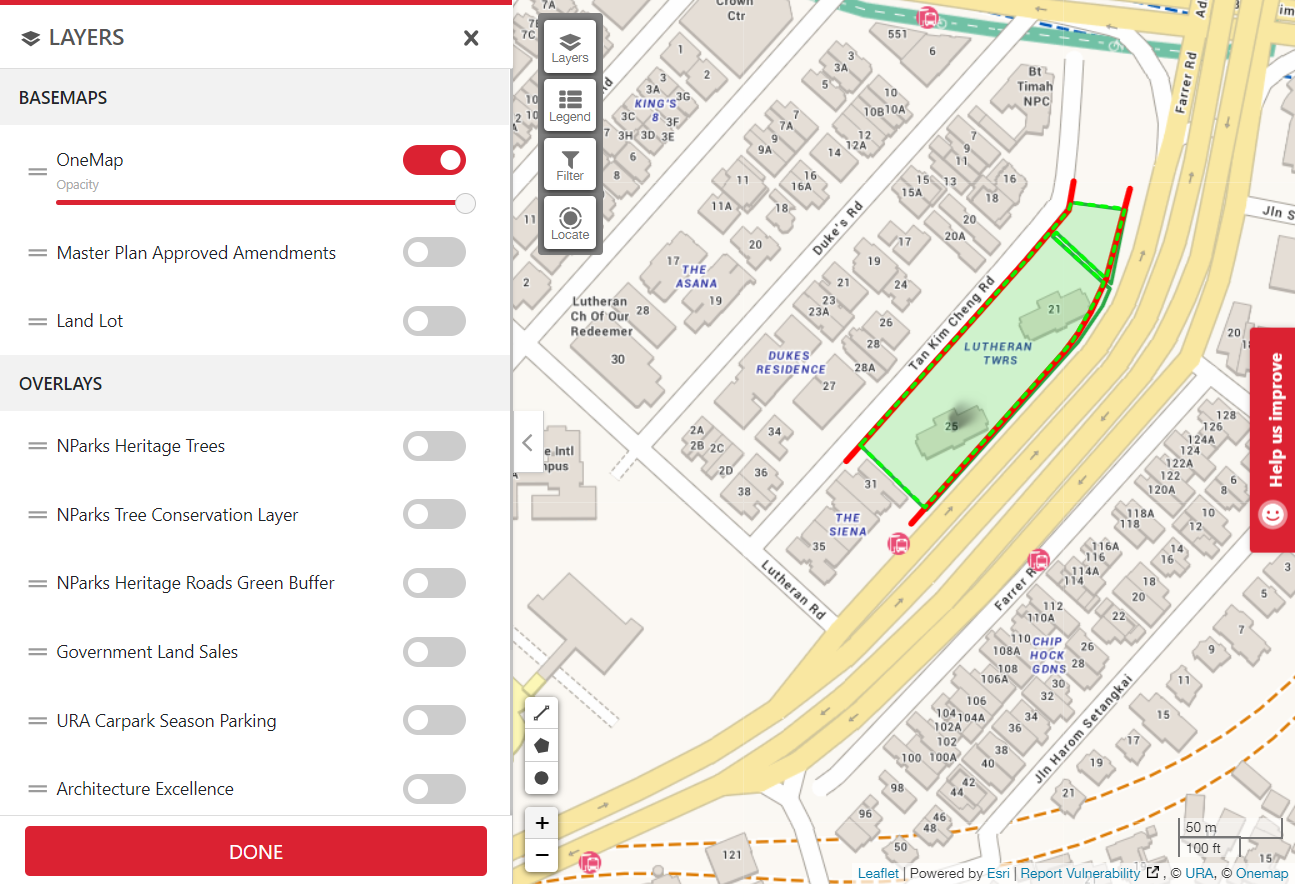 LAYERS
BASEMAPS
OneMap
Opacity
Master Plan Approved Amendments
Land Lot
OVERLAYS
NParks Heritage Trees
NParks Tree Conservation Layer
NParks Heritage Roads Green Buffer
Government Land Sales
URA Carpark Season Parking
Architecture Excellence
DONE
Layers
Legend
Filter
Locate
+
−
7A
Crown
Ctr
551
6
Farrer Rd
Bt
Timah
NPC
1
2
3
3A
3G
KING'S
8
3C
3F
3H
3D
3E
6
8
3
3A
5
10
10B
10A
7
7A
9
9A
12
12A
14
11
11A
16
16A
18
20
7
9
11
13
15
15A
16
18
20
20A
Duke's Rd
17
THE
ASANA
19
17
19
21
23
23A
24
26
28
28A
Lutheran
Ch Of Our
Redeemer
28
30
2
11
DUKES
RESIDENCE
27
Tan Kim Cheng Rd
21
LUTHERAN
TWRS
25
2A
2B
2C
2D
34
36
38
31
THE
SIENA
35
Lutheran Rd
20
128
126
124A
124
122A
122
120A
118A
118
116A
116
114A
114
112
110A
110
108A
108
106A
106
104
104A
102A
102
100
100A
98
96
6
8
10
12
14
16
18
20
22
26
28
30
32
34
36
38
40
42
44
46
48
50
CHIP
HOCK
GDNS
Jln Harom Setangkai
3
5
7
9
11
15
17
19
21
121
15
Help us improve
50 m
100 ft
Leaflet | Powered by Esri | Report Vulnerability , © URA, © Onemap